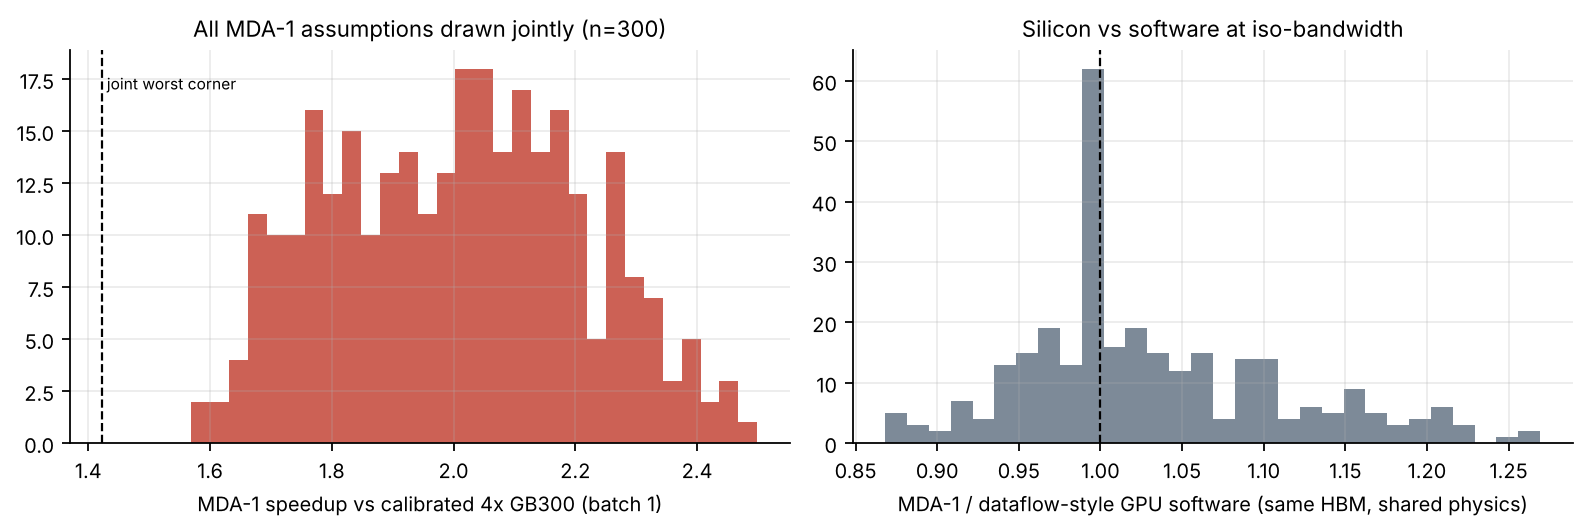 All MDA-1 assumptions drawn jointly (n=300)
17.5
15.0
12.5
10.0
7.5
5.0
2.5
0.0
joint worst corner
1.4 1.6 1.8 2.0 2.2 2.4
MDA-1 speedup vs calibrated 4x GB300 (batch 1)
Silicon vs software at iso-bandwidth
60
50
40
30
20
10
0
0.85 0.90 0.95 1.00 1.05 1.10 1.15 1.20 1.25
MDA-1 / dataflow-style GPU software (same HBM, shared physics)